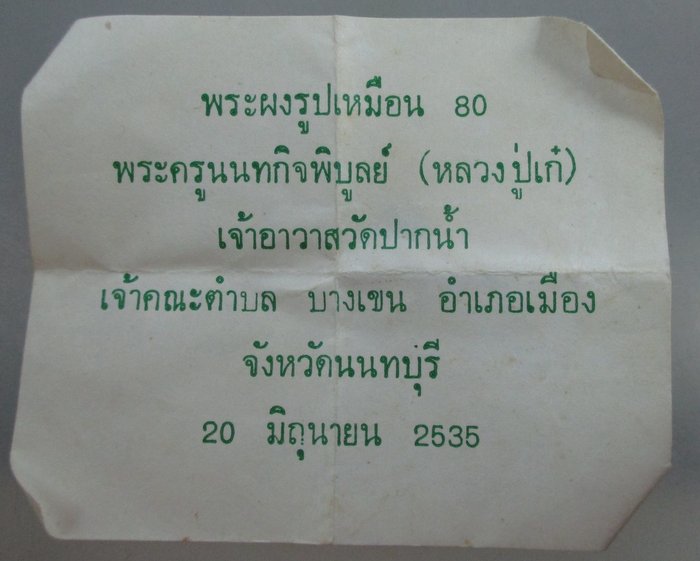 พระผงรูปเหมือน 80
พระครูนนทกิจพิบูลย์ (หลวงปู่เก๋)
เจ้าอาวาสวัดปากน้ำ
เจ้าคณะตำบล บางเขน อำเภอเมือง
จังหวัดนนทบุรี
20 มิถุนายน 2535